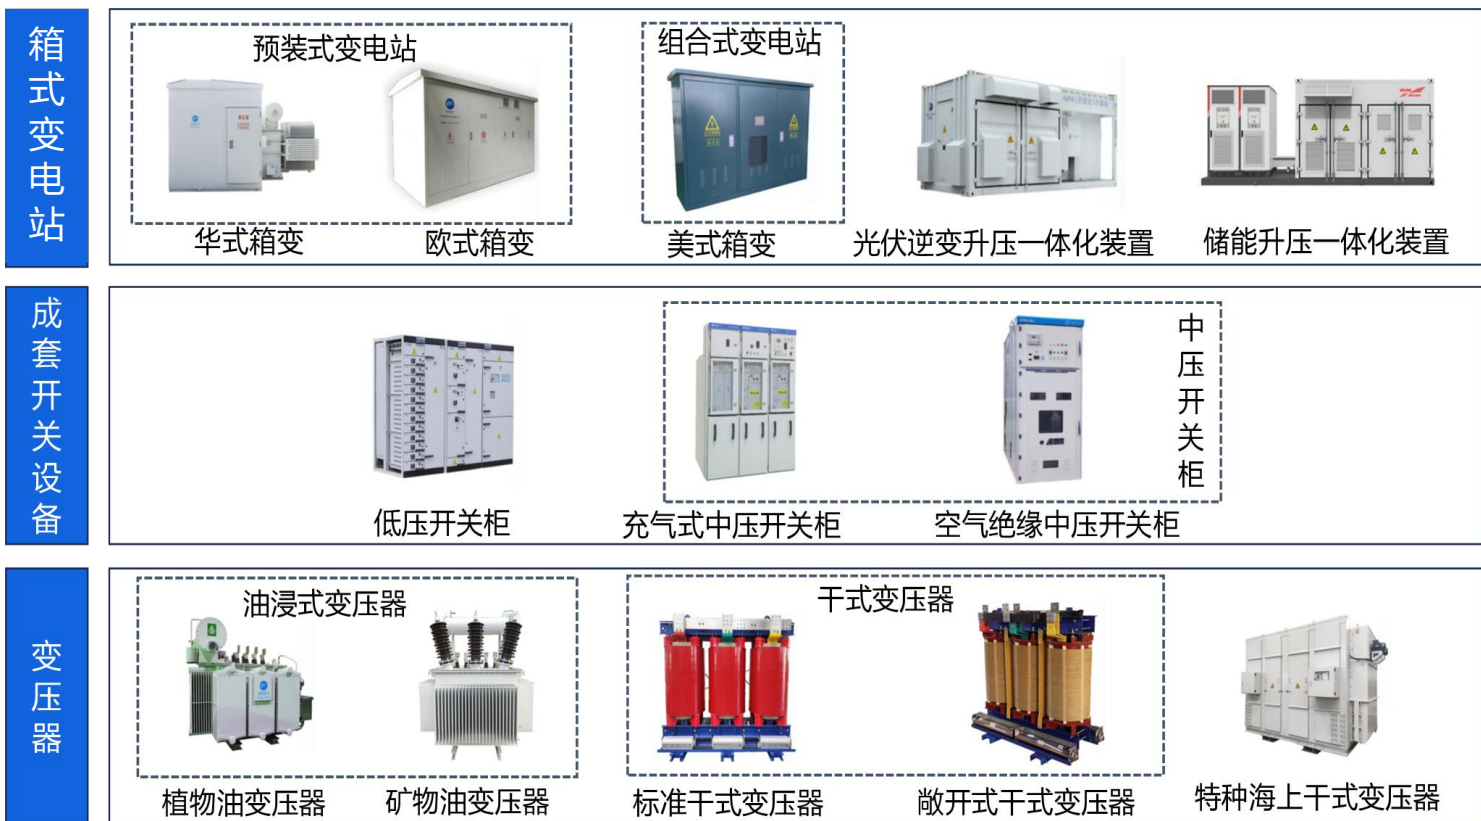 箱式变电站
预装式变电站
组合式变电站
华式箱变
欧式箱变
美式箱变
光伏逆变升压一体化装置
储能升压一体化装置
成套开关设备
中压开关柜
低压开关柜
充气式中压开关柜
空气绝缘中压开关柜
变压器
油浸式变压器
干式变压器
植物油变压器
矿物油变压器
标准干式变压器
敞开式干式变压器
特种海上干式变压器